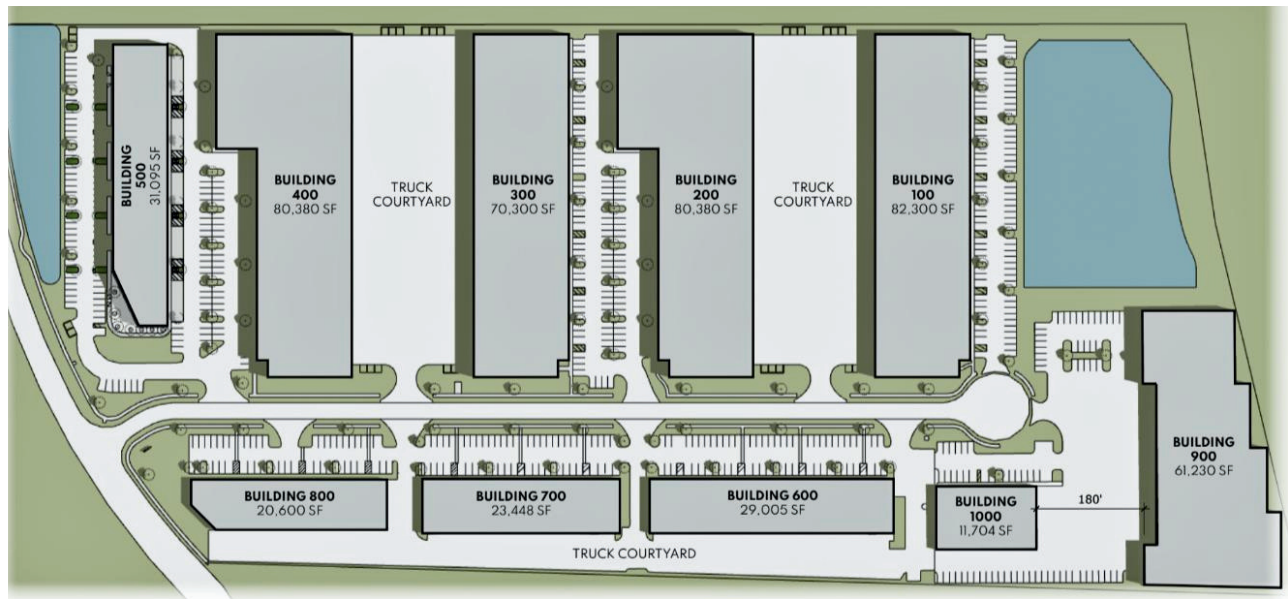 BUILDING
500
31,095 SF
BUILDING
400
80,380 SF
TRUCK
COURTYARD
BUILDING
300
70,300 SF
BUILDING
200
80,380 SF
TRUCK
COURTYARD
BUILDING
100
82,300 SF
BUILDING
900
61,230 SF
BUILDING 800
20,600 SF
BUILDING 700
23,448 SF
BUILDING 600
29,005 SF
BUILDING
1000
11,704 SF
180'
TRUCK COURTYARD